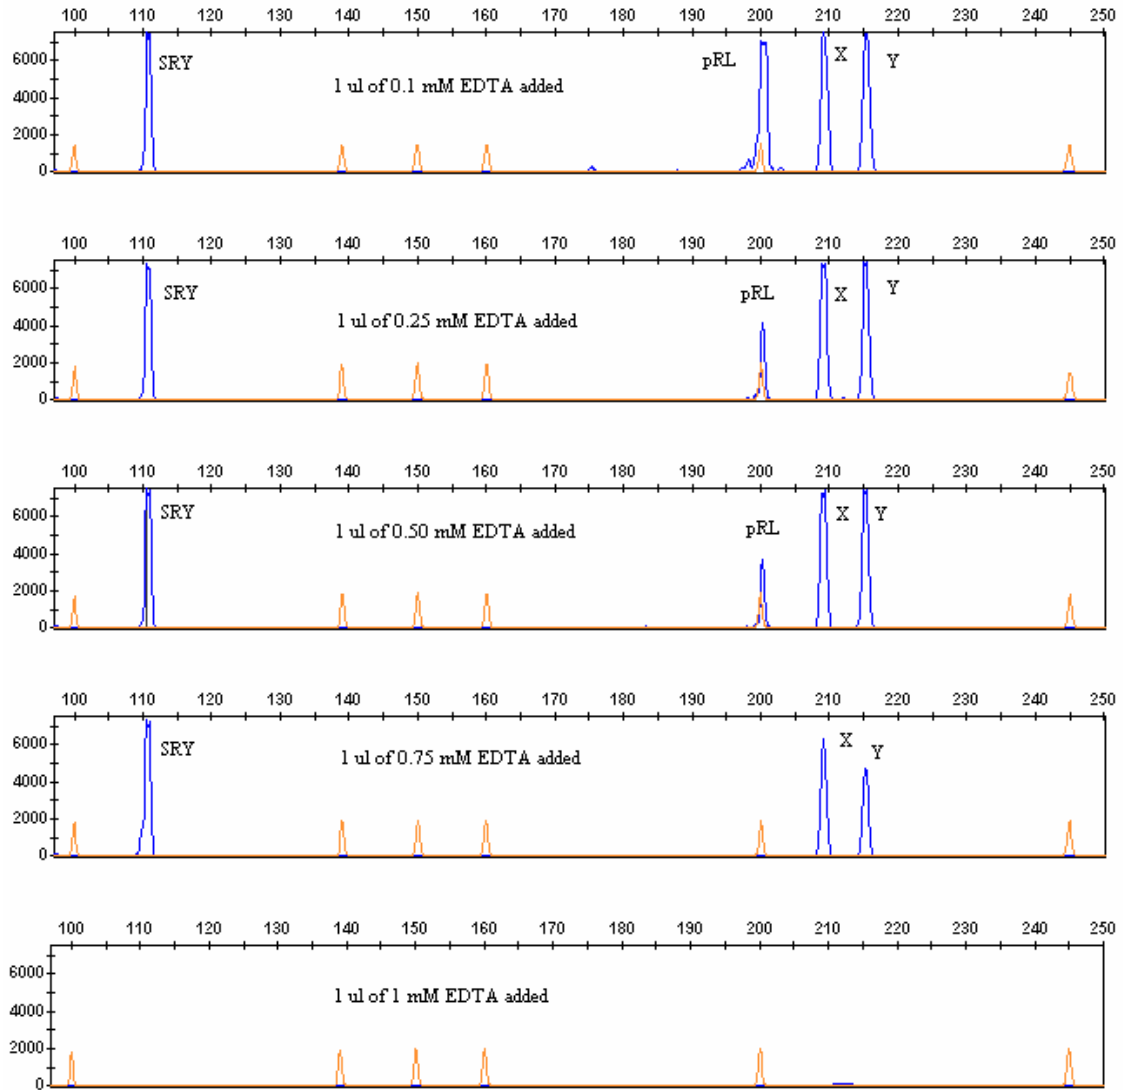 100 110 120 130 140 150 160 170 180 190 200 210 220 230 240 250
6000
4000
2000
0
SRY
1 ul of 0.1 mM EDTA added
pRL
X
Y
100 110 120 130 140 150 160 170 180 190 200 210 220 230 240 250
6000
4000
2000
0
SRY
1 ul of 0.25 mM EDTA added
pRL
X
Y
100 110 120 130 140 150 160 170 180 190 200 210 220 230 240 250
6000
4000
2000
0
SRY
1 ul of 0.50 mM EDTA added
pRL
X
Y
100 110 120 130 140 150 160 170 180 190 200 210 220 230 240 250
6000
4000
2000
0
SRY
1 ul of 0.75 mM EDTA added
X
Y
100 110 120 130 140 150 160 170 180 190 200 210 220 230 240 250
6000
4000
2000
0
1 ul of 1 mM EDTA added